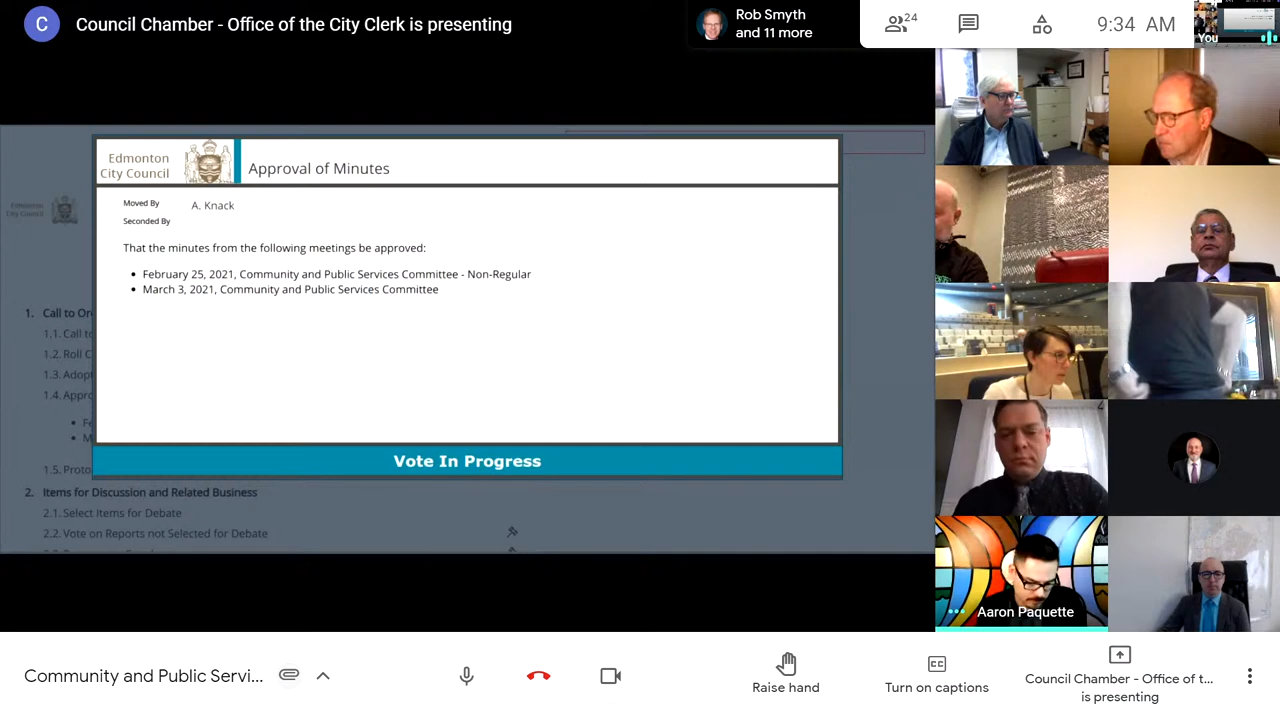 C
Council Chamber - Office of the City Clerk is presenting
Rob Smyth
and 11 more
24
9:34 AM
You
Edmonton
City Council
Approval of Minutes
Moved By
A. Knack
Seconded By
That the minutes from the following meetings be approved:
• February 25, 2021, Community and Public Services Committee - Non-Regular
• March 3, 2021, Community and Public Services Committee
Edmonton
City Council
1. Call to Or
1.1. Call t
1.2. Roll C
1.3. Adop
1.4. Appr
• Fe
• M
1.5. Proto
Vote In Progress
2. Items for Discussion and Related Business
2.1. Select Items for Debate
2.2. Vote on Reports not Selected for Debate
Aaron Paquette
Community and Public Servi...
Raise hand
CC
Turn on captions
Council Chamber - Office of t...
is presenting